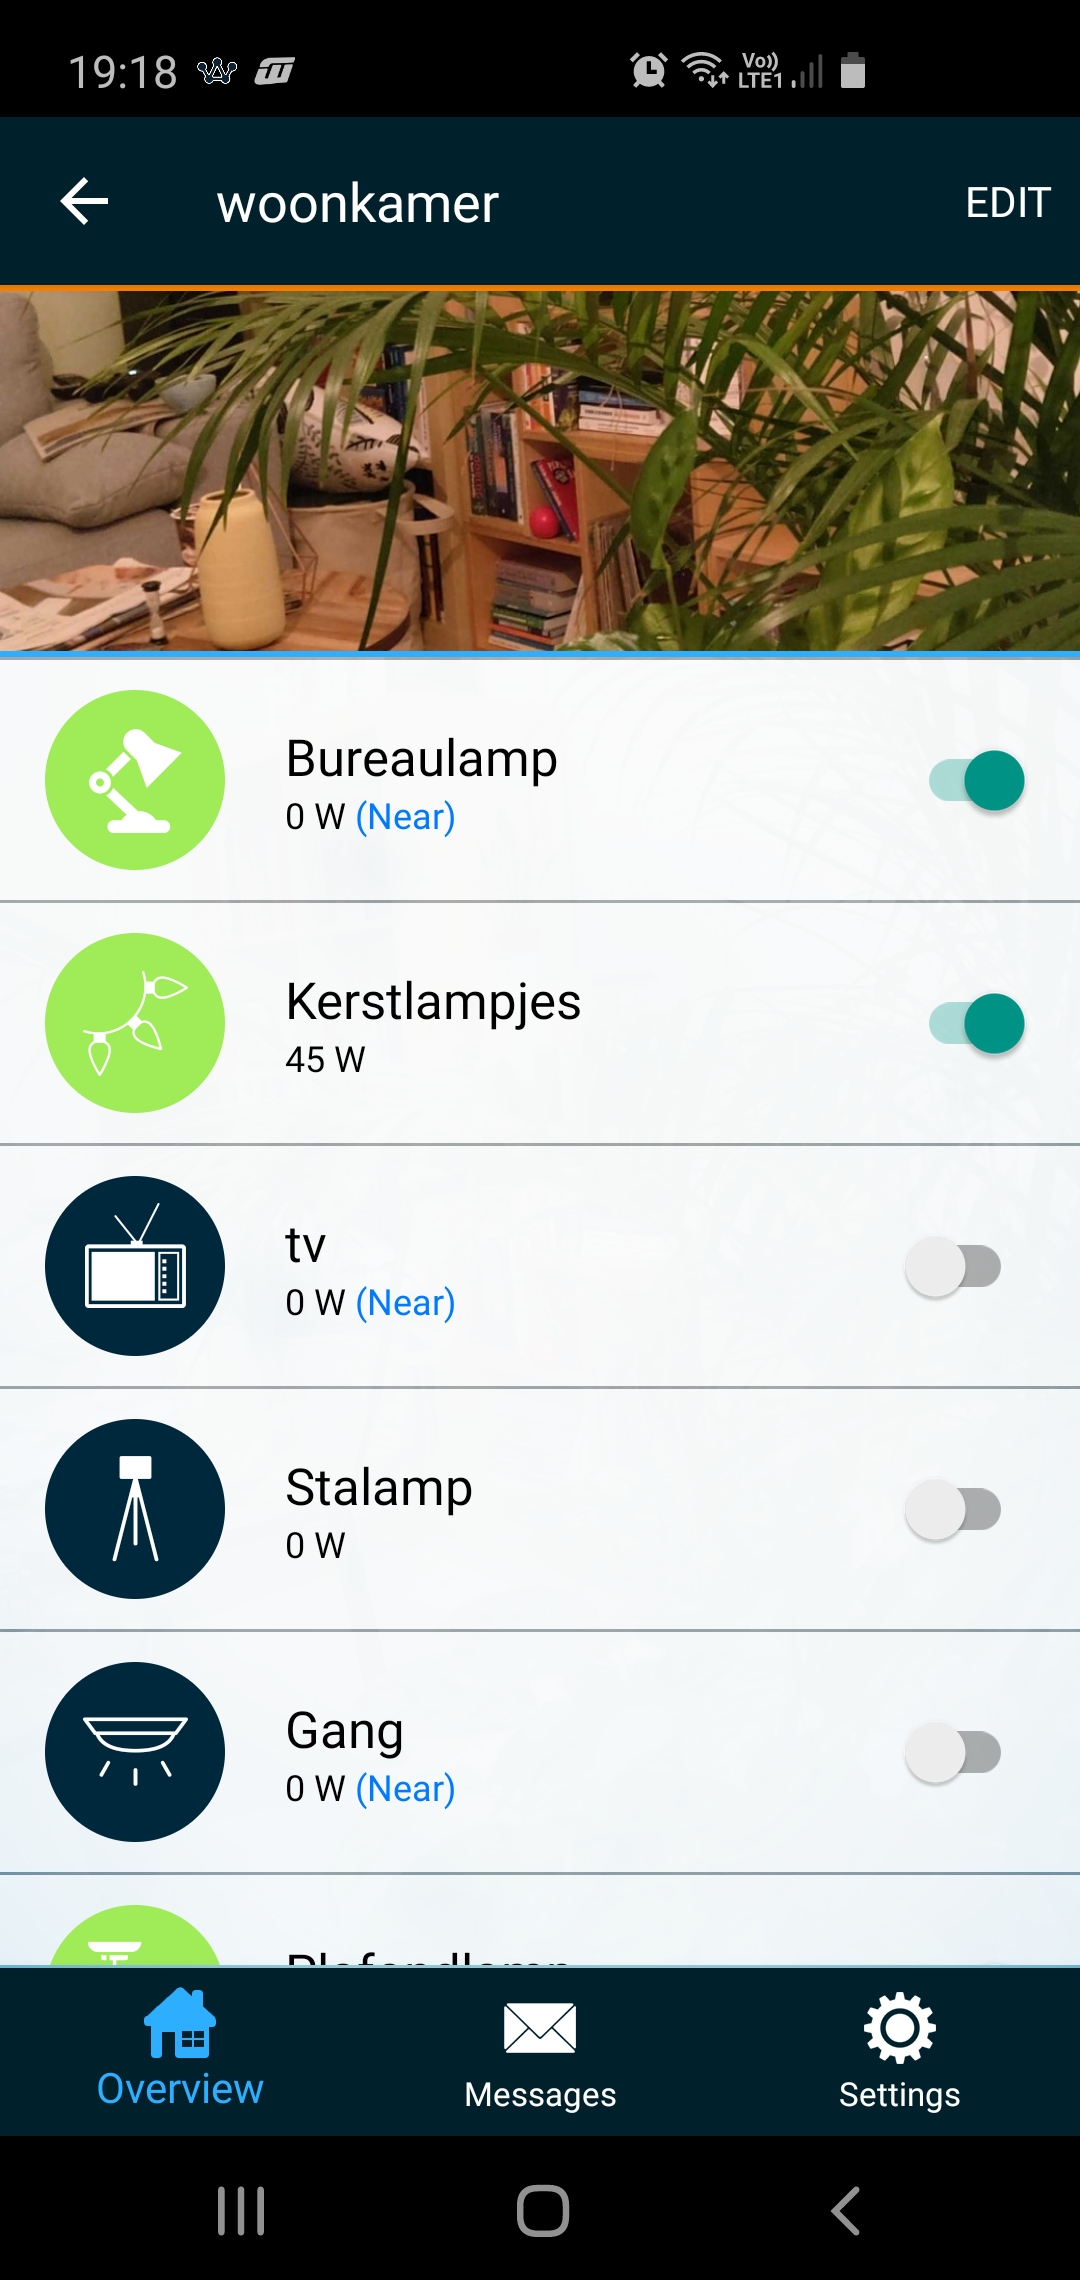 19:18
Vo))
LTE1
woonkamer
EDIT
Bureaulamp
0 W (Near)
Kerstlampjes
45 W
tv
0 W (Near)
Stalamp
0 W
Gang
0 W (Near)
Plafondlamp
Overview
Messages
Settings